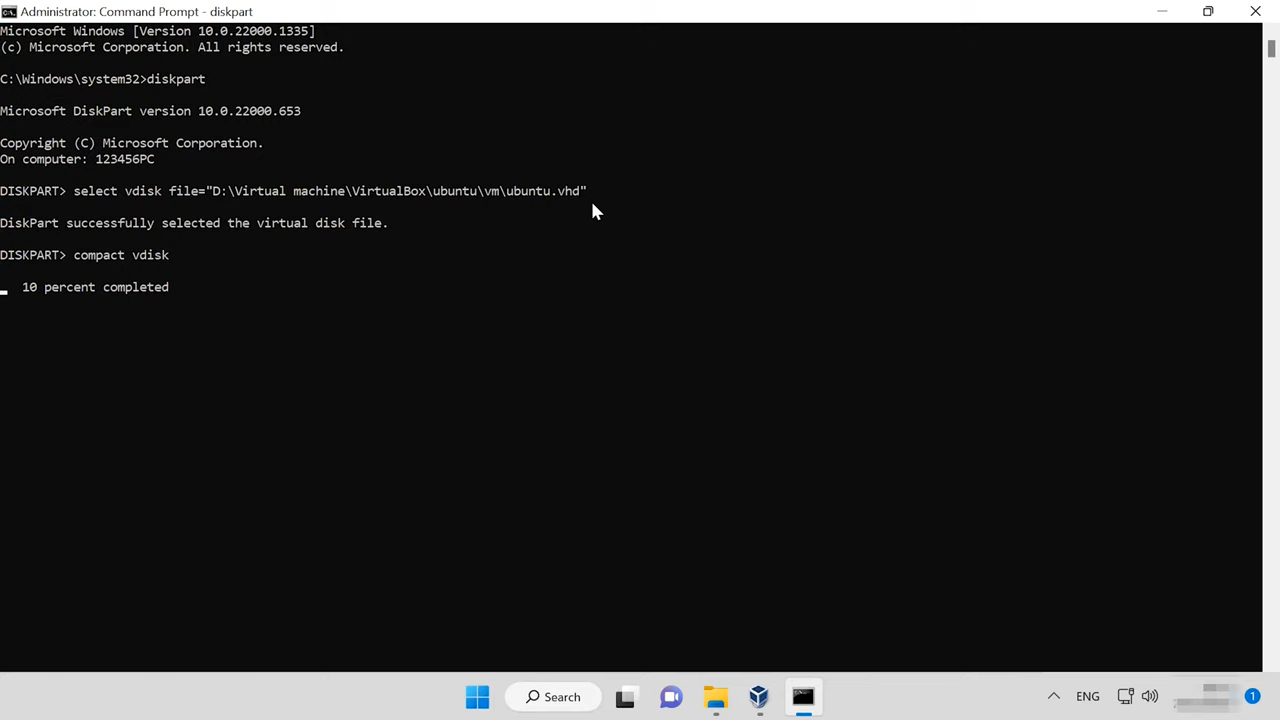 Administrator: Command Prompt - diskpart
Microsoft Windows [Version 10.0.22000.1335]
(c) Microsoft Corporation. All rights reserved.
C:\Windows\system32>diskpart
Microsoft DiskPart version 10.0.22000.653
Copyright (C) Microsoft Corporation.
On computer: 123456PC
DISKPART> select vdisk file="D:\Virtual machine\VirtualBox\ubuntu\vm\ubuntu.vhd"
DiskPart successfully selected the virtual disk file.
DISKPART> compact vdisk
10 percent completed
Search
ENG
1